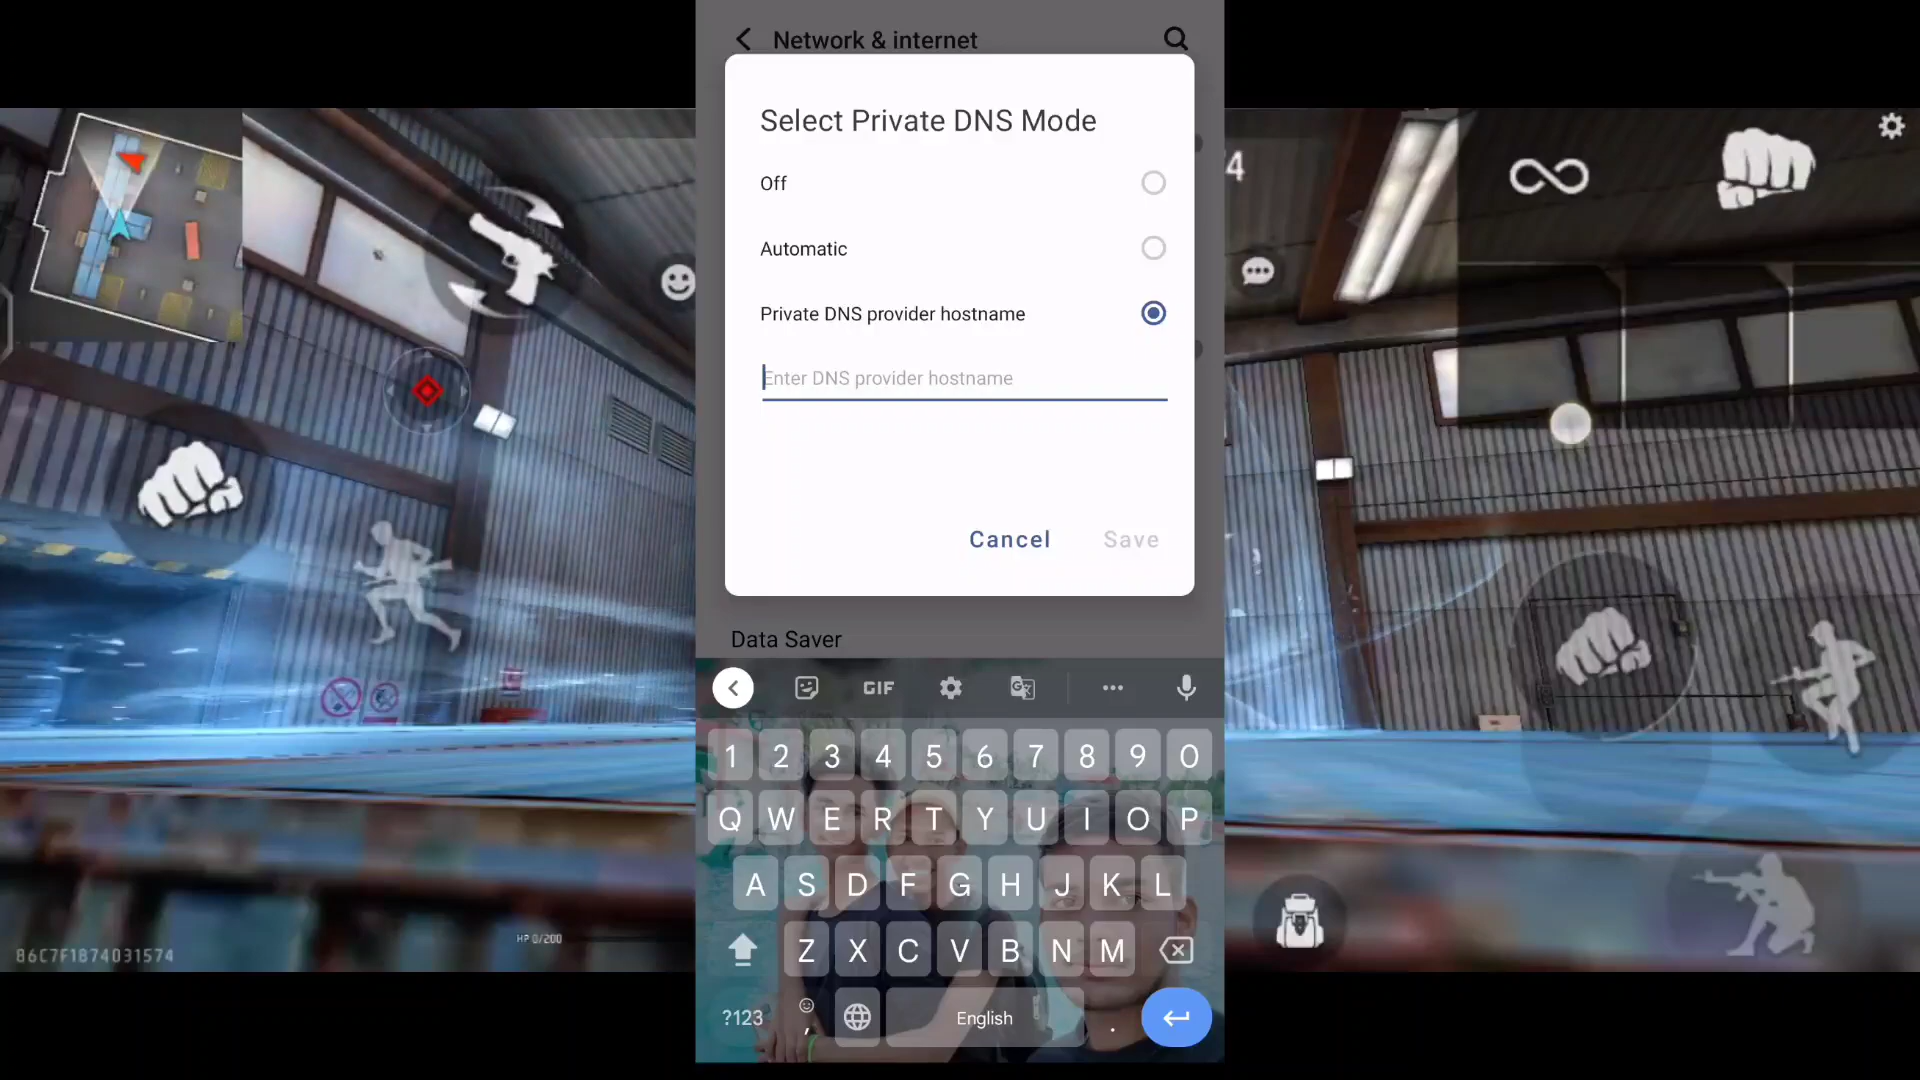 Network & internet
Select Private DNS Mode
Off
Automatic
Private DNS provider hostname
Enter DNS provider hostname
Cancel
Save
Data Saver
GIF
1 2 3 4 5 6 7 8 9 0
Q W E R T Y U I O P
A S D F G H J K L
Z X C V B N M
?123 , English .
4
HP 0/200
86C7F1874031574